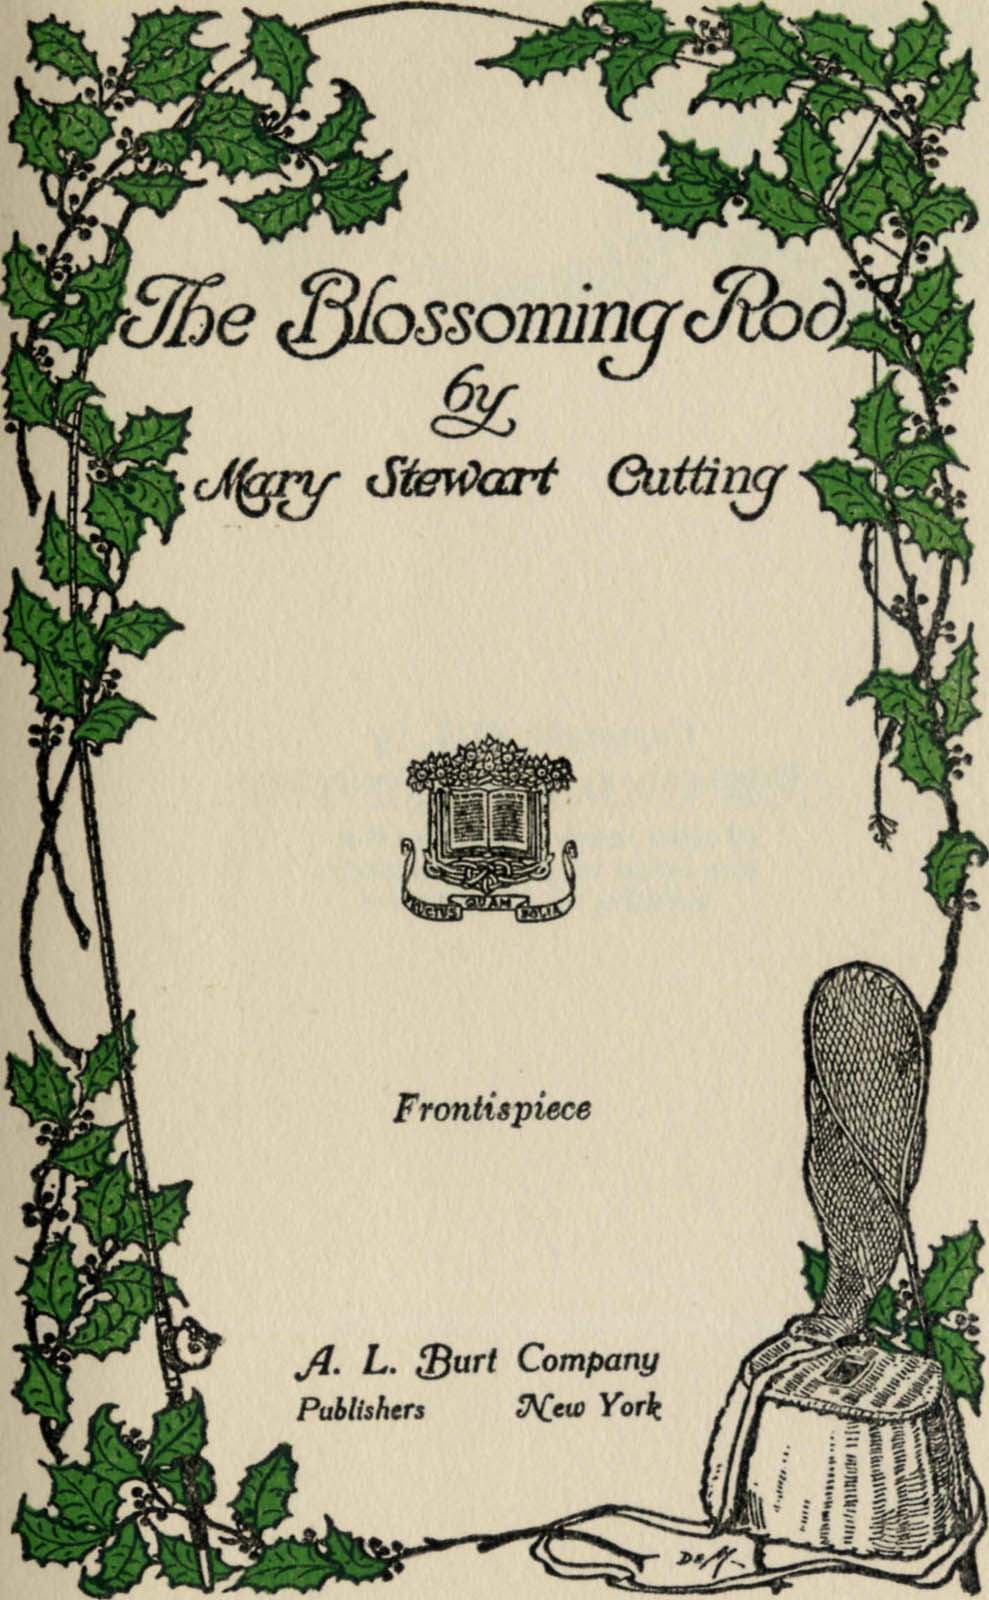 The Blossoming Rod
by
Mary Stewart Cutting
FRUCTUS QUAM FOLIA
Frontispiece
A. L. Burt Company
Publishers New York